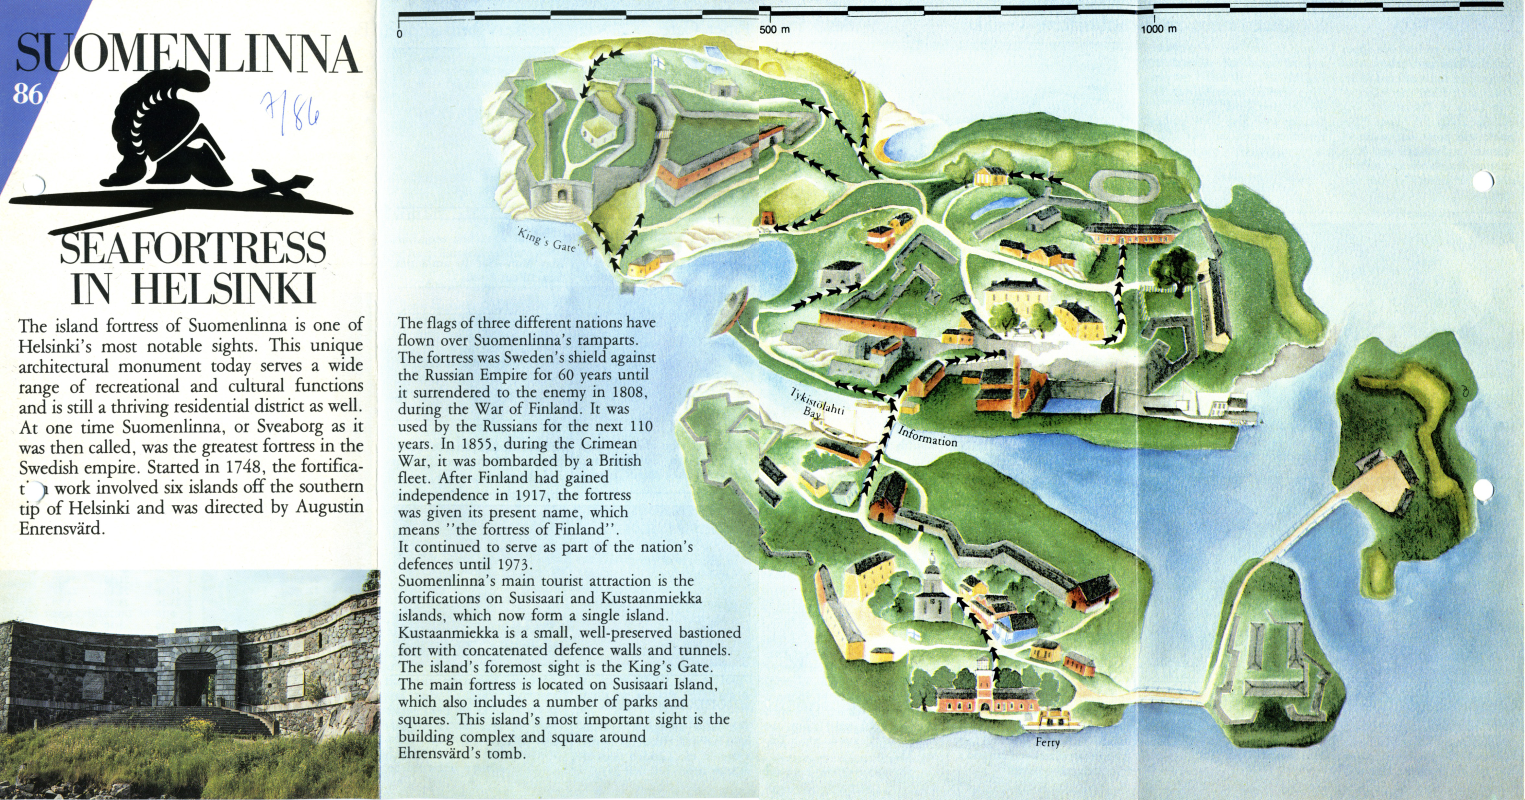 SUOMENLINNA
86
7/86
SEAFORTRESS
IN HELSINKI
The island fortress of Suomenlinna is one of
Helsinki's most notable sights. This unique
architectural monument today serves a wide
range of recreational and cultural functions
and is still a thriving residential district as well.
At one time Suomenlinna, or Sveaborg as it
was then called, was the greatest fortress in the
Swedish empire. Started in 1748, the fortifica-
work involved six islands off the southern
tip of Helsinki and was directed by Augustin
Enrensvärd.
The flags of three different nations have
flown over Suomenlinna's ramparts.
The fortress was Sweden's shield against
the Russian Empire for 60 years until
it surrendered to the enemy in 1808,
during the War of Finland. It was
used by the Russians for the next 110
years. In 1855, during the Crimean
War, it was bombarded by a British
fleet. After Finland had gained
independence in 1917, the fortress
was given its present name, which
means ''the fortress of Finland''.
It continued to serve as part of the nation's
defences until 1973.
Suomenlinna's main tourist attraction is the
fortifications on Susisaari and Kustaanmiekka
islands, which now form a single island.
Kustaanmiekka is a small, well-preserved bastioned
fort with concatenated defence walls and tunnels.
The island's foremost sight is the King's Gate.
The main fortress is located on Susisaari Island,
which also includes a number of parks and
squares. This island's most important sight is the
building complex and square around
Ehrensvärd's tomb.
0
500 m
1000 m
'King's Gate'
Tykistölahti
Bay
Information
Ferry